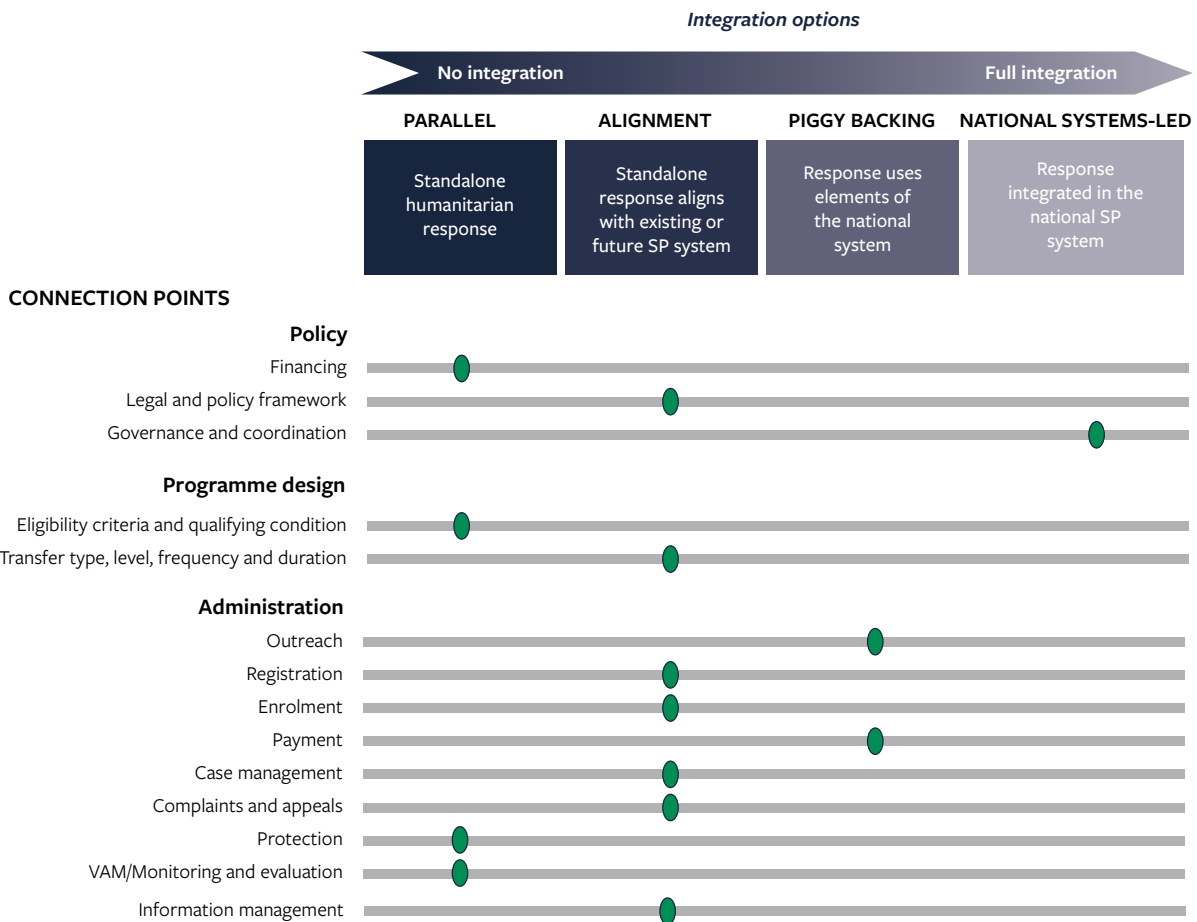 Integration options
No integration
Full integration
PARALLEL
ALIGNMENT
PIGGY BACKING
NATIONAL SYSTEMS-LED
Standalone
humanitarian
response
Standalone
response aligns
with existing or
future SP system
Response uses
elements of
the national
system
Response
integrated in the
national SP
system
CONNECTION POINTS
Policy
Financing
Legal and policy framework
Governance and coordination
Programme design
Eligibility criteria and qualifying condition
Transfer type, level, frequency and duration
Administration
Outreach
Registration
Enrolment
Payment
Case management
Complaints and appeals
Protection
VAM/Monitoring and evaluation
Information management